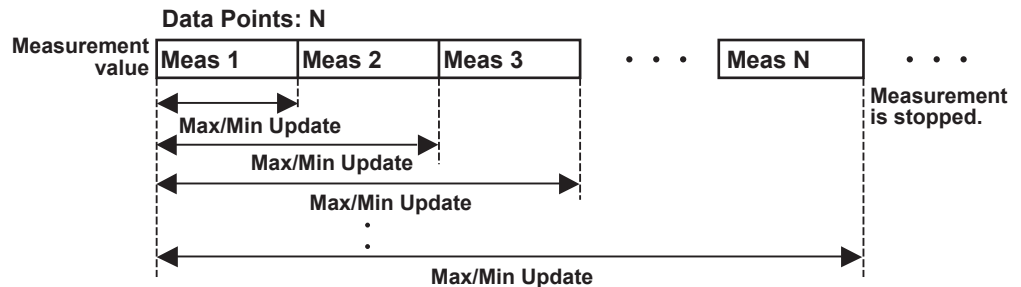 Data Points: N
Measurement
value
Meas 1 Meas 2 Meas 3 · · · Meas N · · ·
Measurement
is stopped.
Max/Min Update
Max/Min Update
Max/Min Update
Max/Min Update